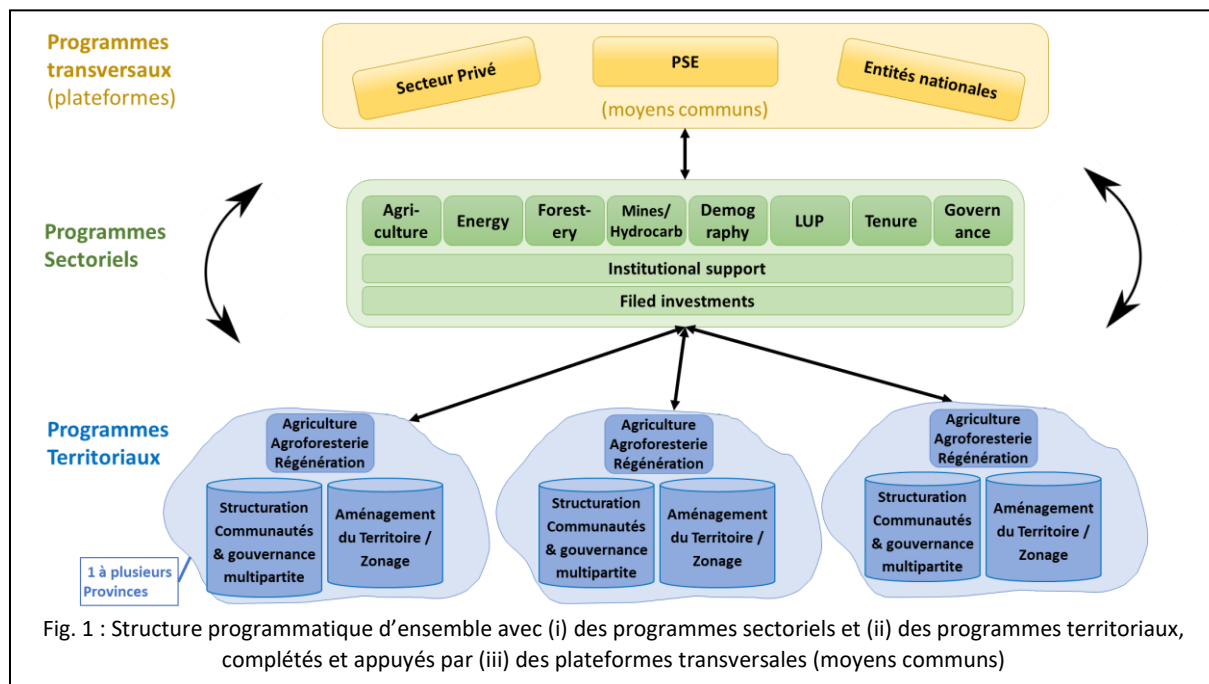 Programmes
transversaux
(plateformes)
Secteur Privé
PSE
Entités nationales
(moyens communs)
Programmes
Sectoriels
Agri-
culture
Energy
Forest-
ery
Mines/
Hydrocarb
Demog
raphy
LUP
Tenure
Govern
ance
Institutional support
Filed investments
Programmes
Territoriaux
Agriculture
Agroforesterie
Régénération
Structuration
Communautés
& gouvernance
multipartite
Aménagement
du Territoire /
Zonage
Agriculture
Agroforesterie
Régénération
Structuration
Communautés
& gouvernance
multipartite
Aménagement
du Territoire /
Zonage
Agriculture
Agroforesterie
Régénération
Structuration
Communautés
& gouvernance
multipartite
Aménagement
du Territoire /
Zonage
1 à plusieurs
Provinces
Fig. 1 : Structure programmatique d'ensemble avec (i) des programmes sectoriels et (ii) des programmes territoriaux,
complétés et appuyés par (iii) des plateformes transversales (moyens communs)